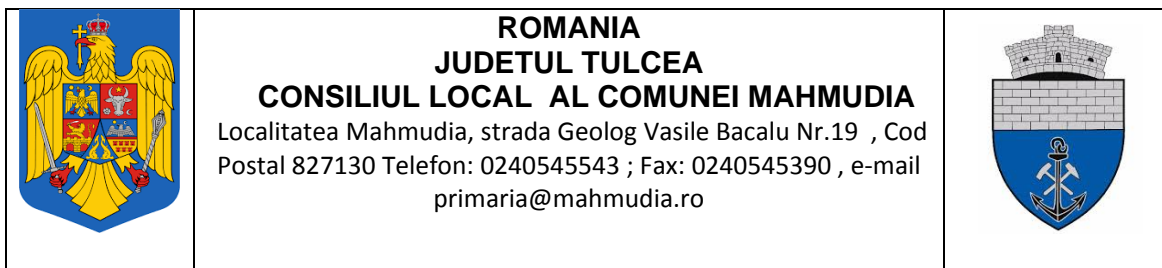 ROMANIA
JUDETUL TULCEA
CONSILIUL LOCAL AL COMUNEI MAHMUDIA
Localitatea Mahmudia, strada Geolog Vasile Bacalu Nr.19 , Cod
Postal 827130 Telefon: 0240545543 ; Fax: 0240545390 , e-mail
primaria@mahmudia.ro